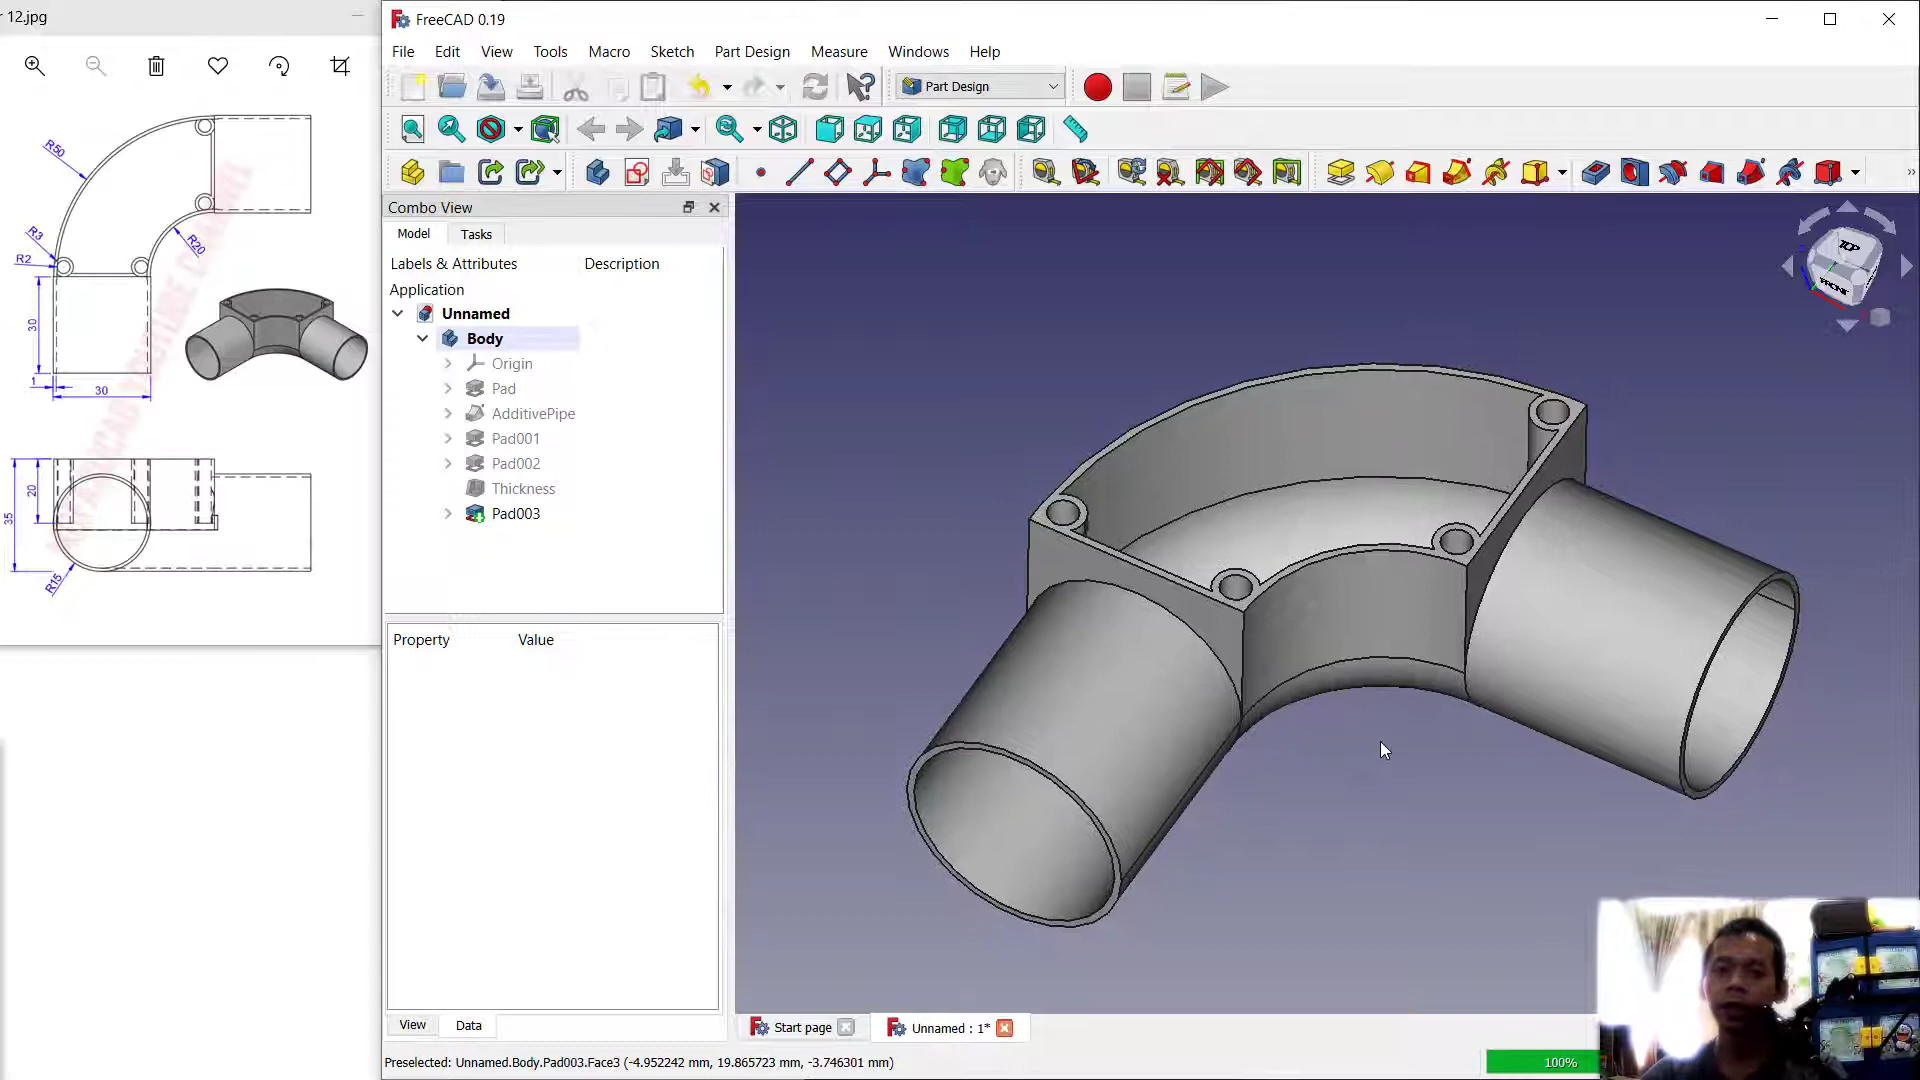 r 12.jpg
FreeCAD 0.19
File Edit View Tools Macro Sketch Part Design Measure Windows Help
Part Design
Combo View
Model Tasks
Labels & Attributes Description
Application
Unnamed
Body
Origin
Pad
AdditivePipe
Pad001
Pad002
Thickness
Pad003
Property Value
View Data
Start page
Unnamed : 1*
Preselected: Unnamed.Body.Pad003.Face3 (-4.952242 mm, 19.865723 mm, -3.746301 mm)
100%
TOP
FRONT
R50
R3
R2
R20
30
1
30
35
20
R15